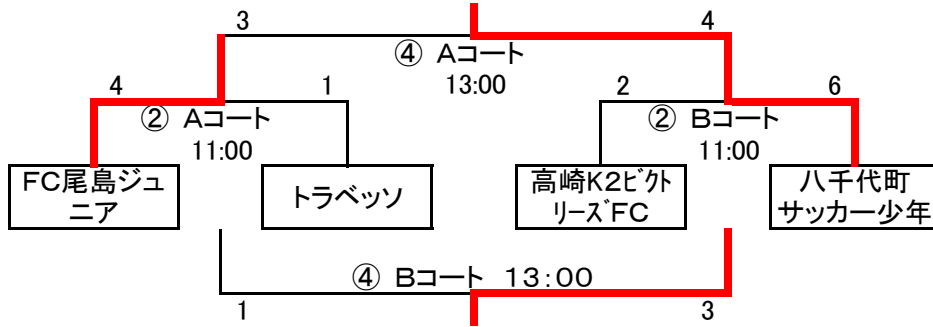 3
4
④ Aコート
13:00
4
1
2
6
② Aコート
11:00
② Bコート
11:00
FC尾島ジュ
ニア
トラベッソ
高崎K2ビクト
リーズFC
八千代町
サッカー少年
④ Bコート 13:00
1
3